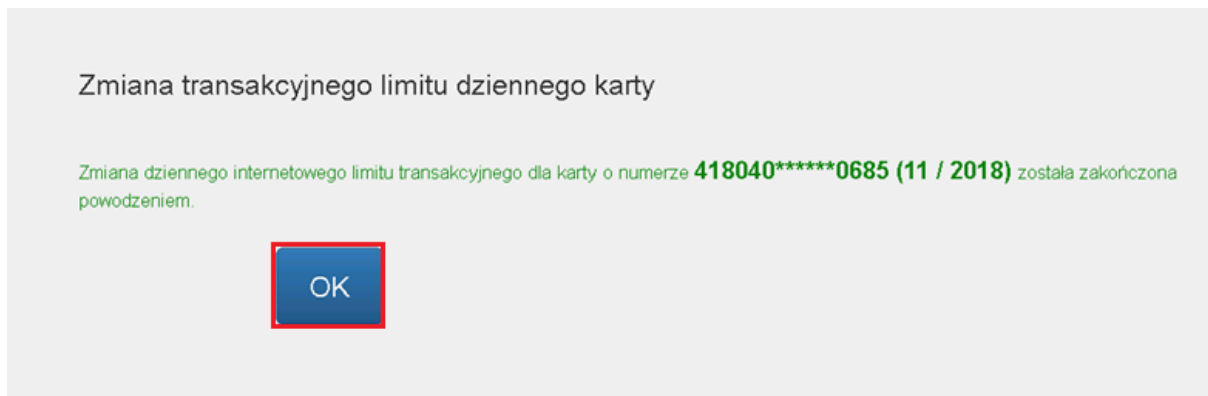 Zmiana transakcyjnego limitu dziennego karty
Zmiana dziennego internetowego limitu transakcyjnego dla karty o numerze 418040******0685 (11 / 2018) została zakończona
powodzeniem.
OK